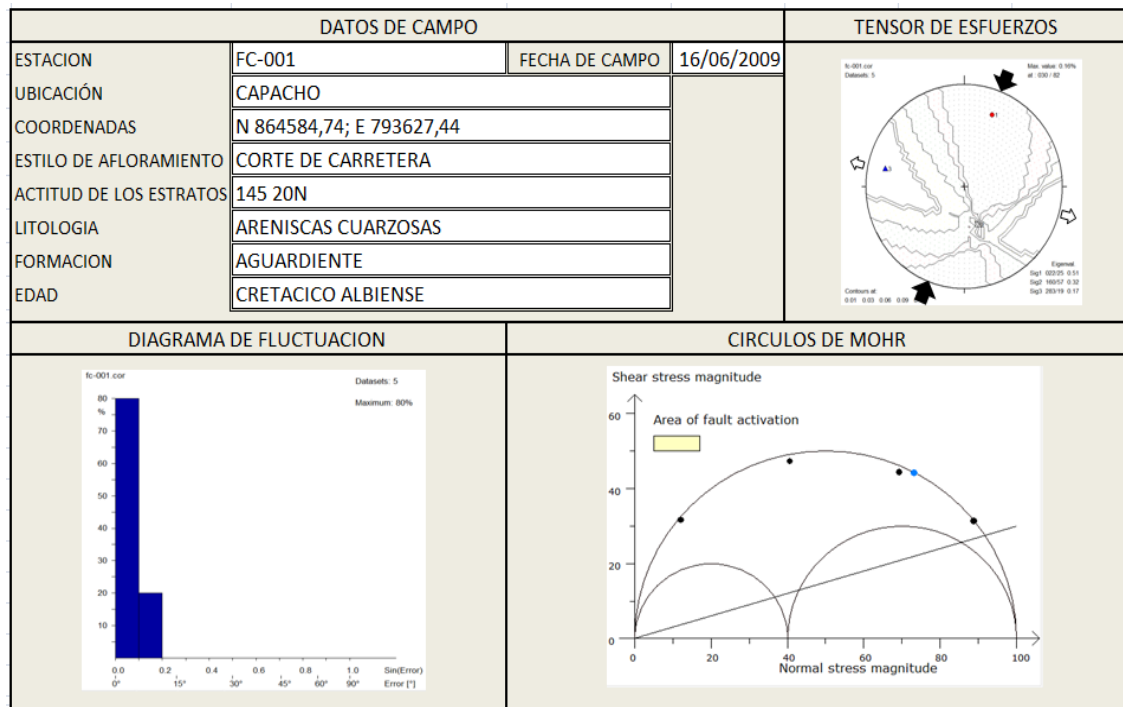 DATOS DE CAMPO
TENSOR DE ESFUERZOS
ESTACION FC-001 FECHA DE CAMPO 16/06/2009
UBICACIÓN CAPACHO
COORDENADAS N 864584,74; E 793627,44
ESTILO DE AFLORAMIENTO CORTE DE CARRETERA
ACTITUD DE LOS ESTRATOS 145 20N
LITOLOGIA ARENISCAS CUARZOSAS
FORMACION AGUARDIENTE
EDAD CRETACICO ALBIENSE
fc-001.cor Max. value: 0.16%
Datasets: 5 at : 030 / 82
1
3
Eigenval.
Sig1 022/25 0.51
Sig2 160/57 0.32
Contours at: Sig3 283/19 0.17
0.01 0.03 0.06 0.09
DIAGRAMA DE FLUCTUACION
CIRCULOS DE MOHR
fc-001.cor Datasets: 5
Maximum: 80%
80
%
70
60
50
40
30
20
10
0.0 0.2 0.4 0.6 0.8 1.0 Sin(Error)
0° 15° 30° 45° 60° 90° Error [°]
Shear stress magnitude
60
Area of fault activation
40
20
0
0 20 40 60 80 100
Normal stress magnitude